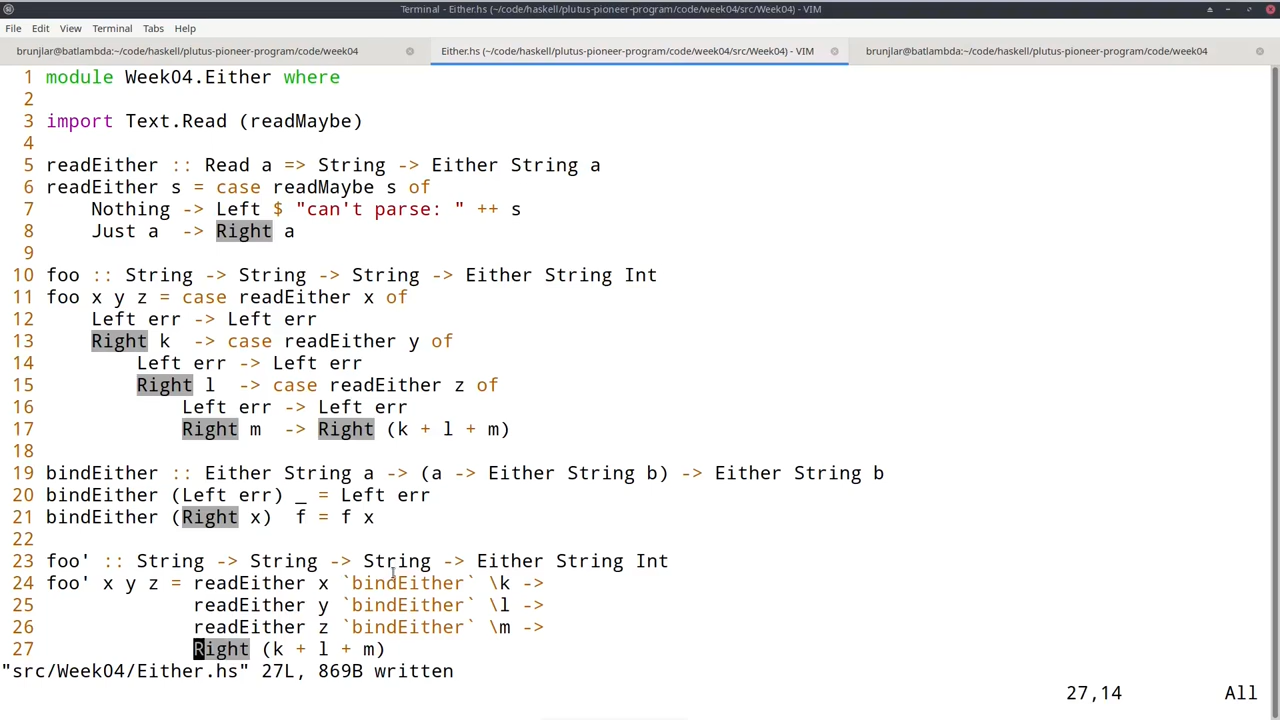 Terminal - Either.hs (~/code/haskell/plutus-pioneer-program/code/week04/src/Week04) - VIM
File Edit View Terminal Tabs Help
brunjlar@batlambda:~/code/haskell/plutus-pioneer-program/code/week04
Either.hs (~/code/haskell/plutus-pioneer-program/code/week04/src/Week04) - VIM
brunjlar@batlambda:~/code/haskell/plutus-pioneer-program/code/week04
1 module Week04.Either where
2
3 import Text.Read (readMaybe)
4
5 readEither :: Read a => String -> Either String a
6 readEither s = case readMaybe s of
7     Nothing -> Left $ "can't parse: " ++ s
8     Just a  -> Right a
9
10 foo :: String -> String -> String -> Either String Int
11 foo x y z = case readEither x of
12     Left err -> Left err
13     Right k  -> case readEither y of
14         Left err -> Left err
15         Right l  -> case readEither z of
16             Left err -> Left err
17             Right m  -> Right (k + l + m)
18
19 bindEither :: Either String a -> (a -> Either String b) -> Either String b
20 bindEither (Left err) _ = Left err
21 bindEither (Right x)  f = f x
22
23 foo' :: String -> String -> String -> Either String Int
24 foo' x y z = readEither x `bindEither` \k ->
25              readEither y `bindEither` \l ->
26              readEither z `bindEither` \m ->
27              Right (k + l + m)
"src/Week04/Either.hs" 27L, 869B written
27,14 All